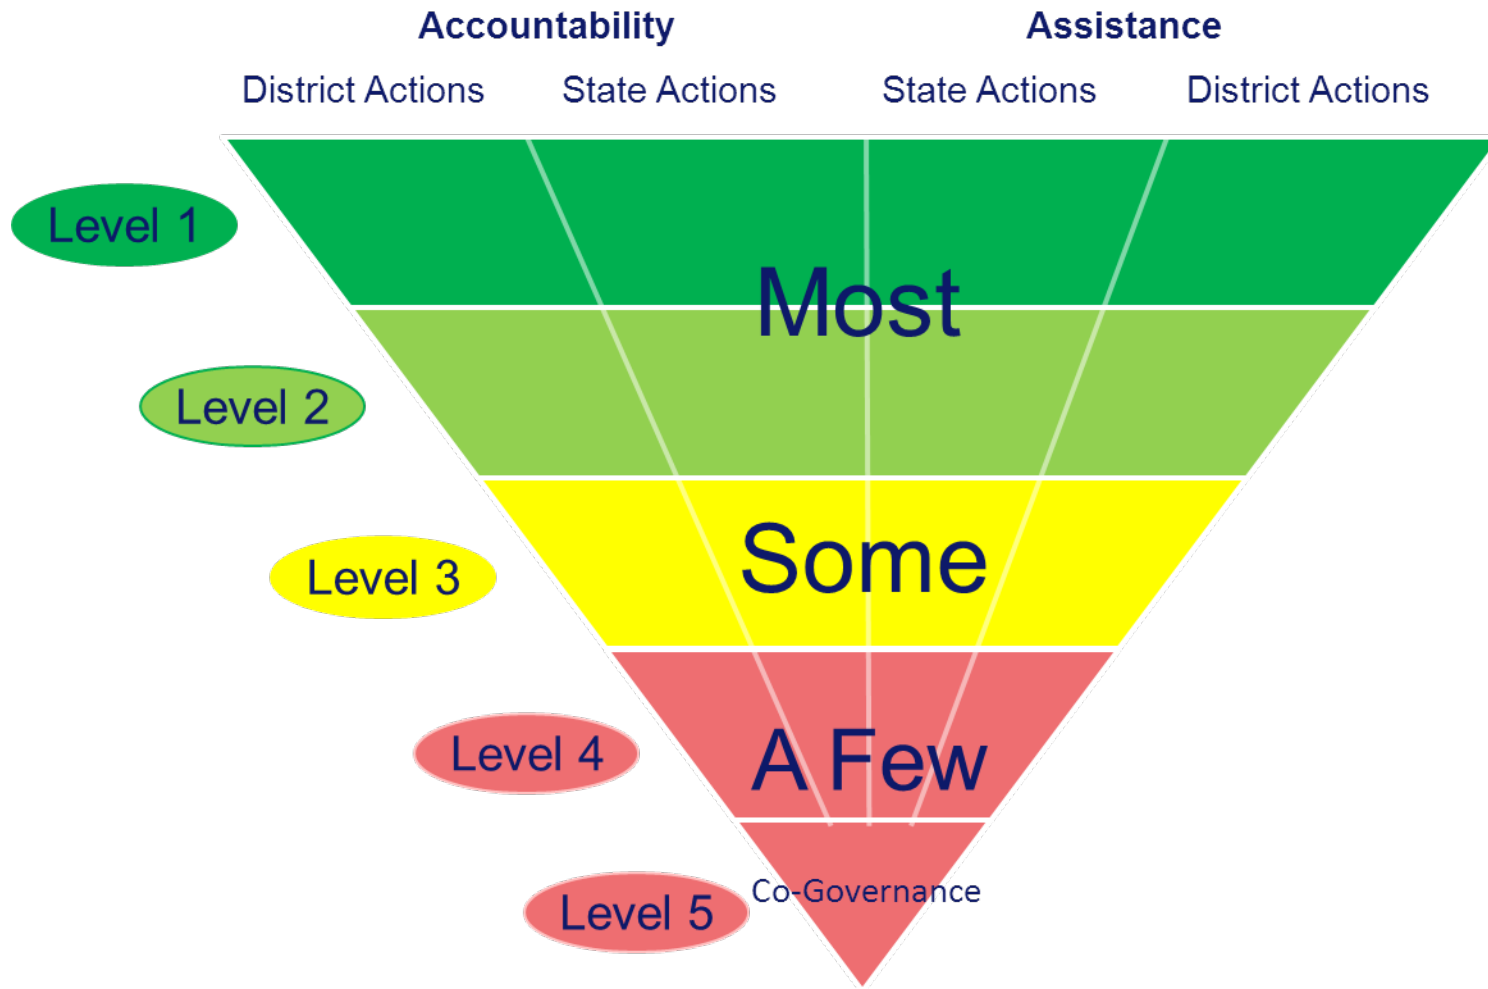 Accountability Assistance
District Actions State Actions State Actions District Actions
Level 1
Most
Level 2
Some
Level 3
A Few
Level 4
Co-Governance
Level 5